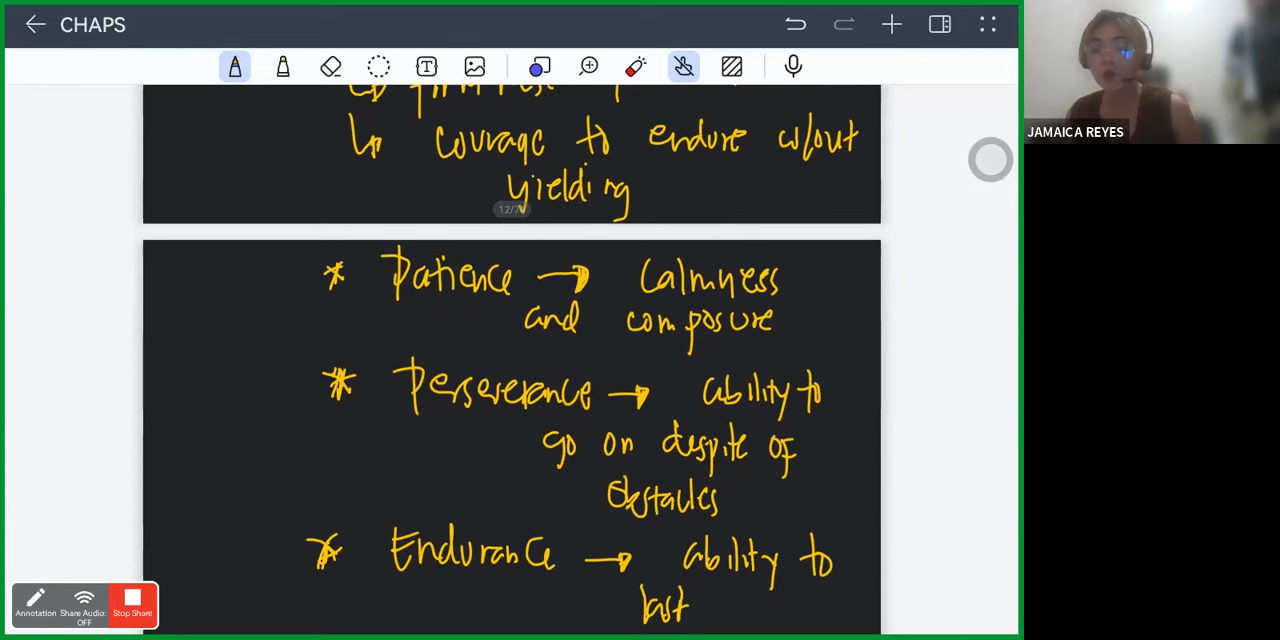 CHAPS
JAMAICA REYES
↳ courage to endure w/out
yielding
* Patience → Calmness
and composure
* Perseverance → ability to
go on despite of
obstacles
* Endurance → ability to
last
Annotation
Share Audio: OFF
Stop Share